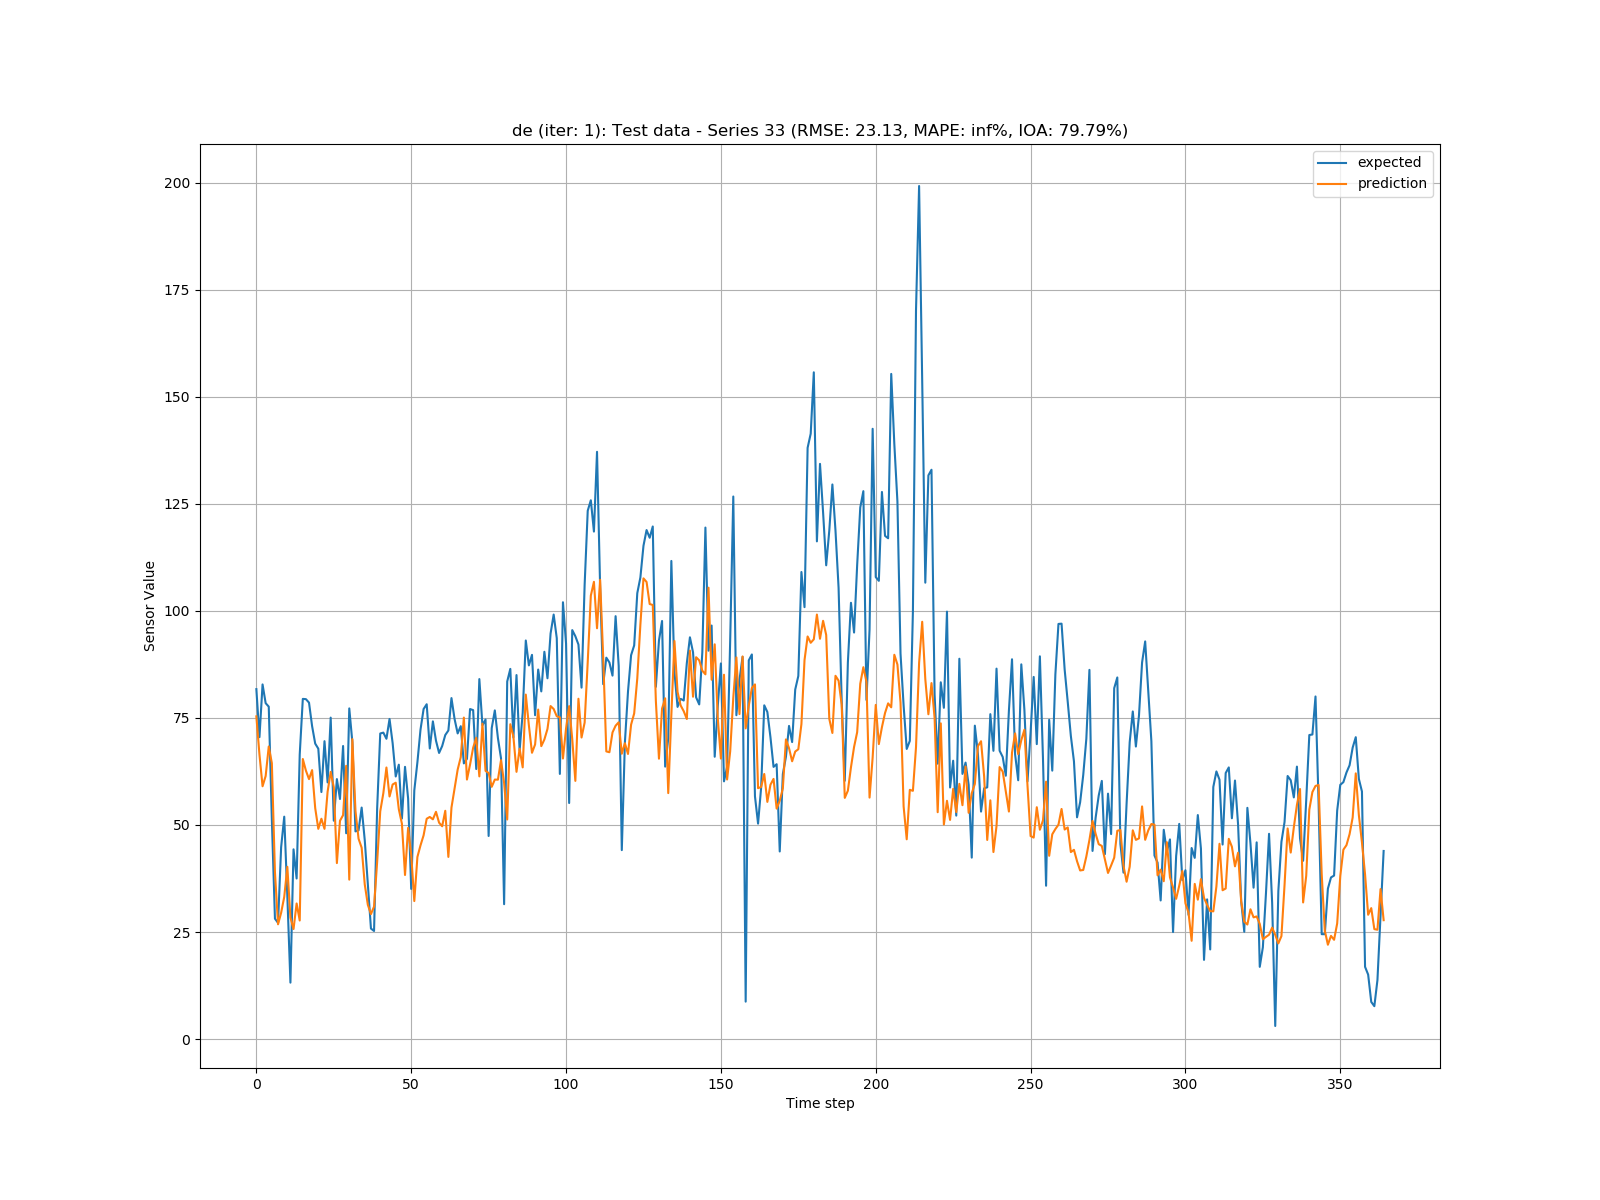 de (iter: 1): Test data - Series 33 (RMSE: 23.13, MAPE: inf%, IOA: 79.79%)
expected
prediction
200
175
150
125
100
75
50
25
0
Sensor Value
0 50 100 150 200 250 300 350
Time step